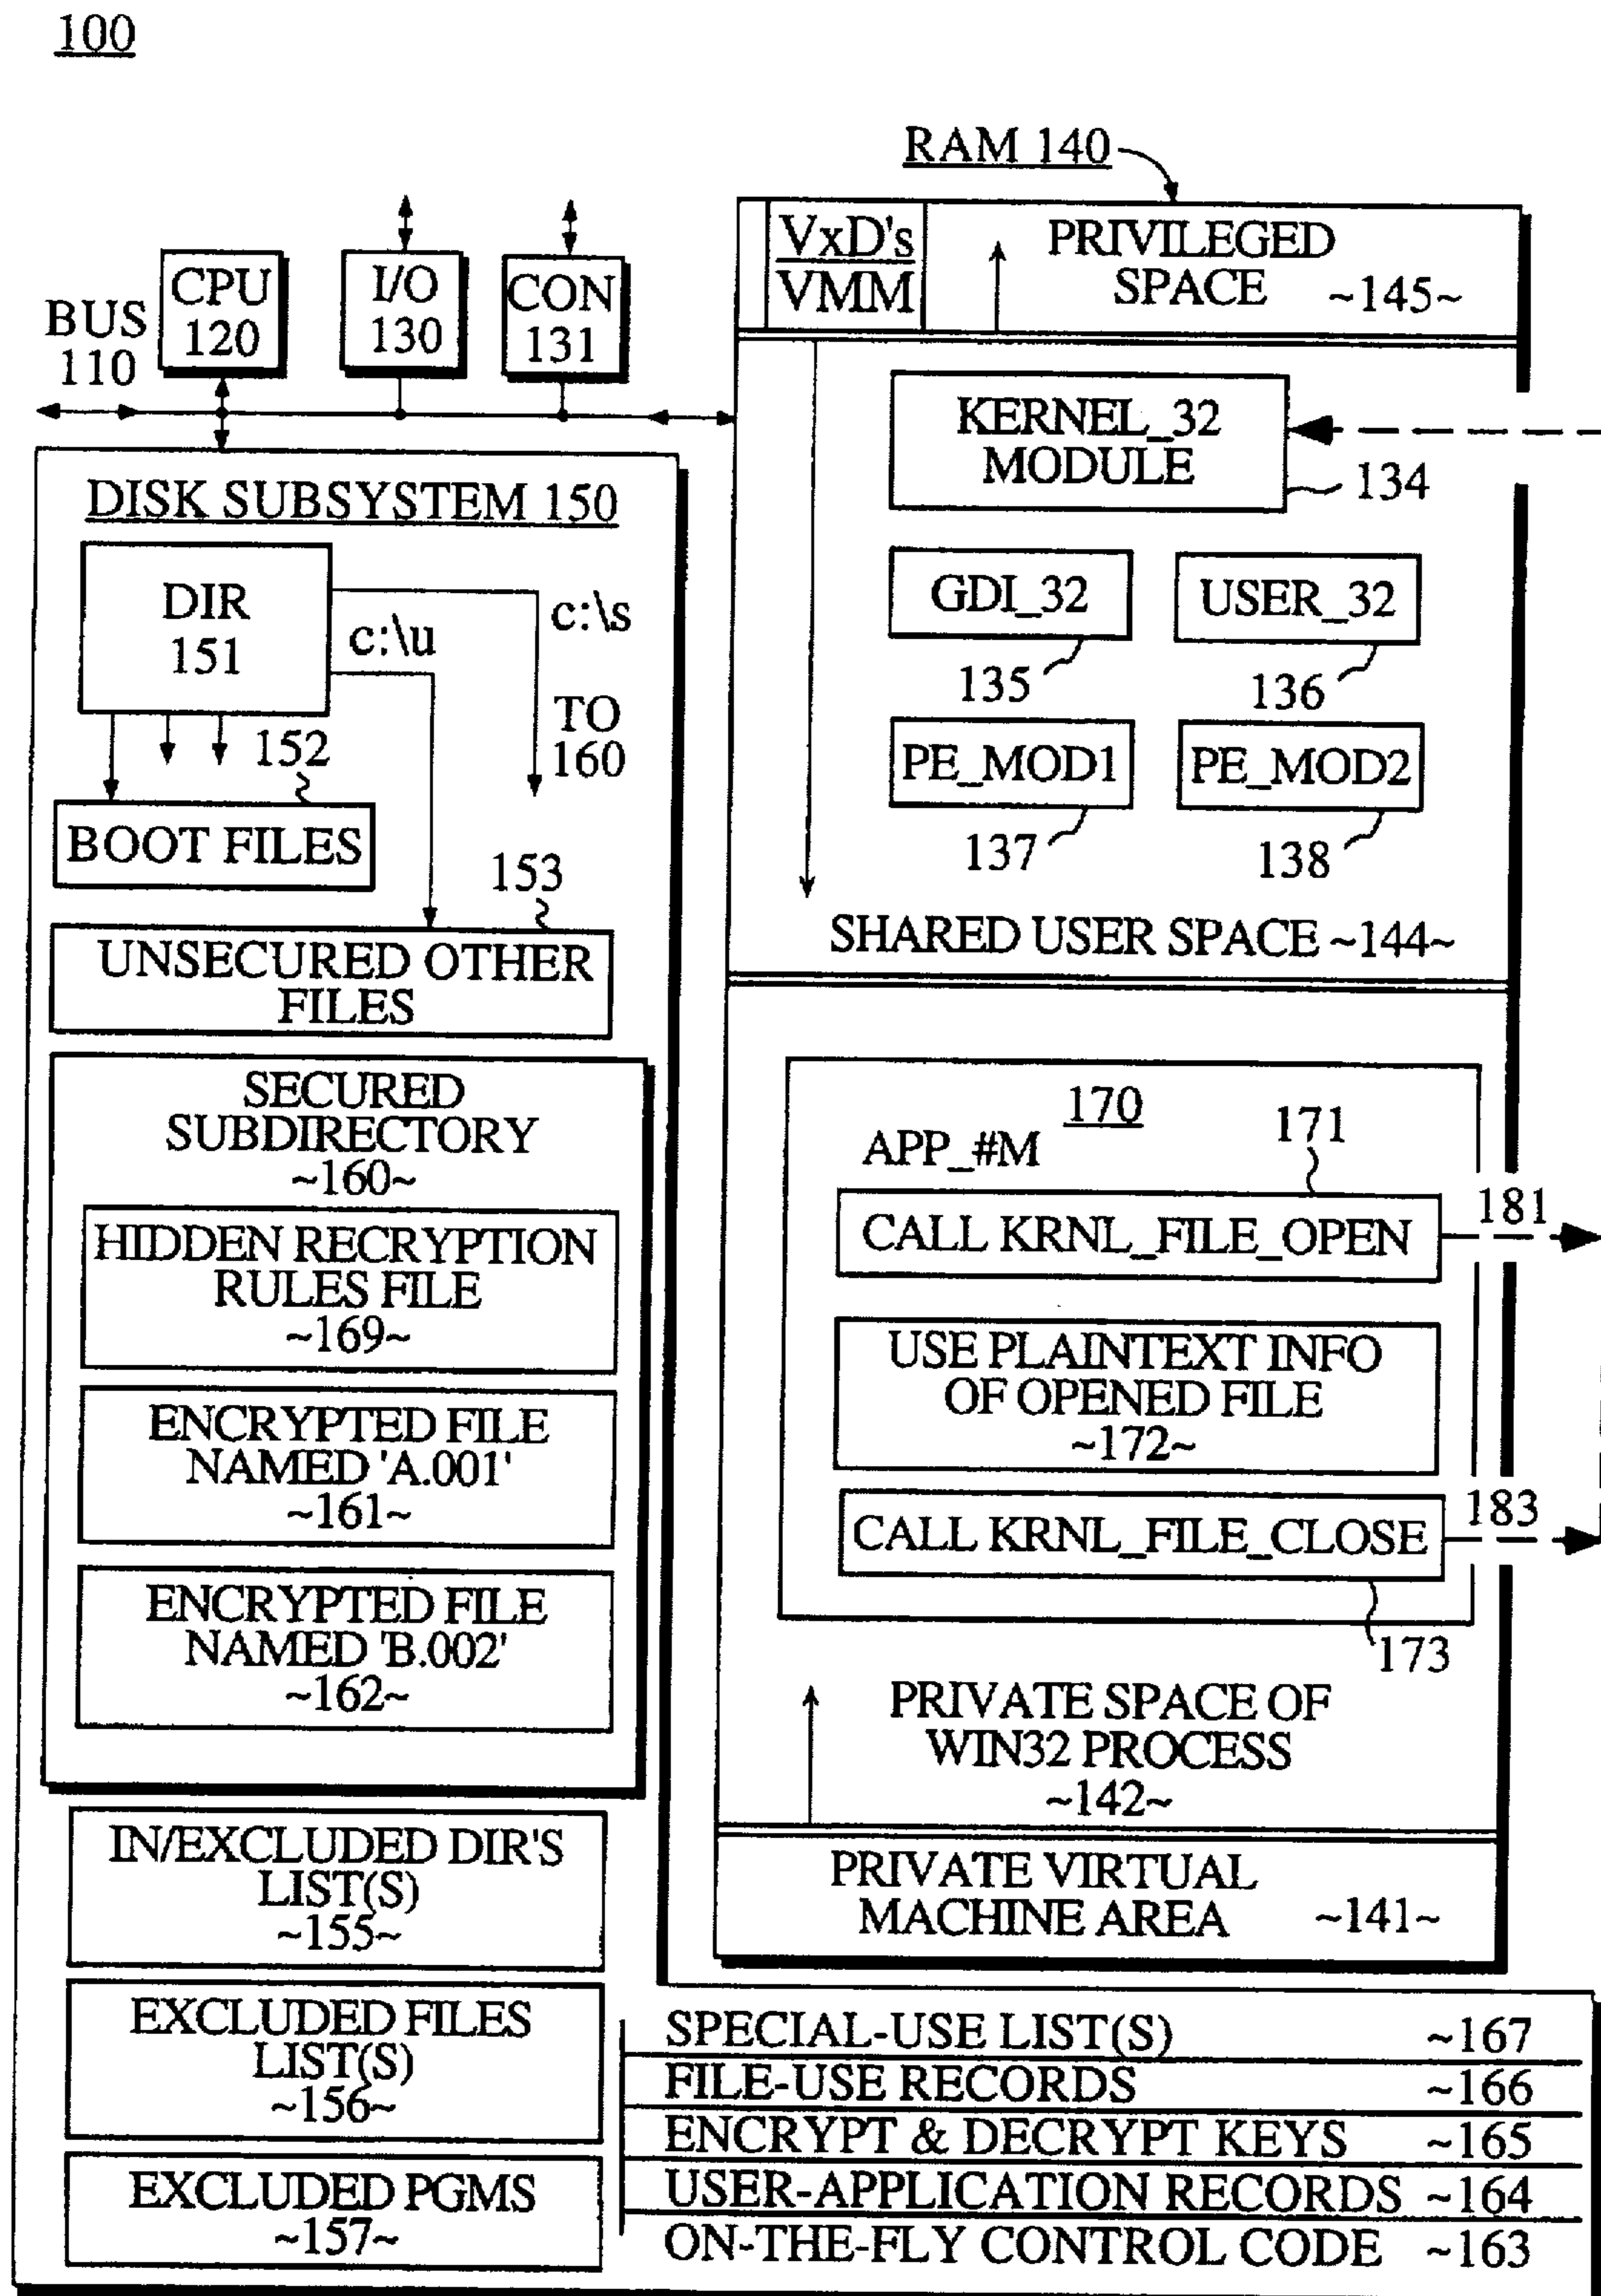 100
RAM 140
BUS
110
CPU
120
I/O
130
CON
131
VxD's
VMM
PRIVILEGED
SPACE ~145~
KERNEL_32
MODULE
134
GDI_32
135
USER_32
136
PE_MOD1
137
PE_MOD2
138
SHARED USER SPACE ~144~
DISK SUBSYSTEM 150
DIR
151
c:\u
c:\s
TO
160
152
BOOT FILES
153
UNSECURED OTHER
FILES
SECURED
SUBDIRECTORY
~160~
HIDDEN RECRYPTION
RULES FILE
~169~
ENCRYPTED FILE
NAMED 'A.001'
~161~
ENCRYPTED FILE
NAMED 'B.002'
~162~
170
APP_#M
171
CALL KRNL_FILE_OPEN
181
USE PLAINTEXT INFO
OF OPENED FILE
~172~
CALL KRNL_FILE_CLOSE
183
173
PRIVATE SPACE OF
WIN32 PROCESS
~142~
PRIVATE VIRTUAL
MACHINE AREA ~141~
IN/EXCLUDED DIR'S
LIST(S)
~155~
EXCLUDED FILES
LIST(S)
~156~
EXCLUDED PGMS
~157~
SPECIAL-USE LIST(S) ~167
FILE-USE RECORDS ~166
ENCRYPT & DECRYPT KEYS ~165
USER-APPLICATION RECORDS ~164
ON-THE-FLY CONTROL CODE ~163